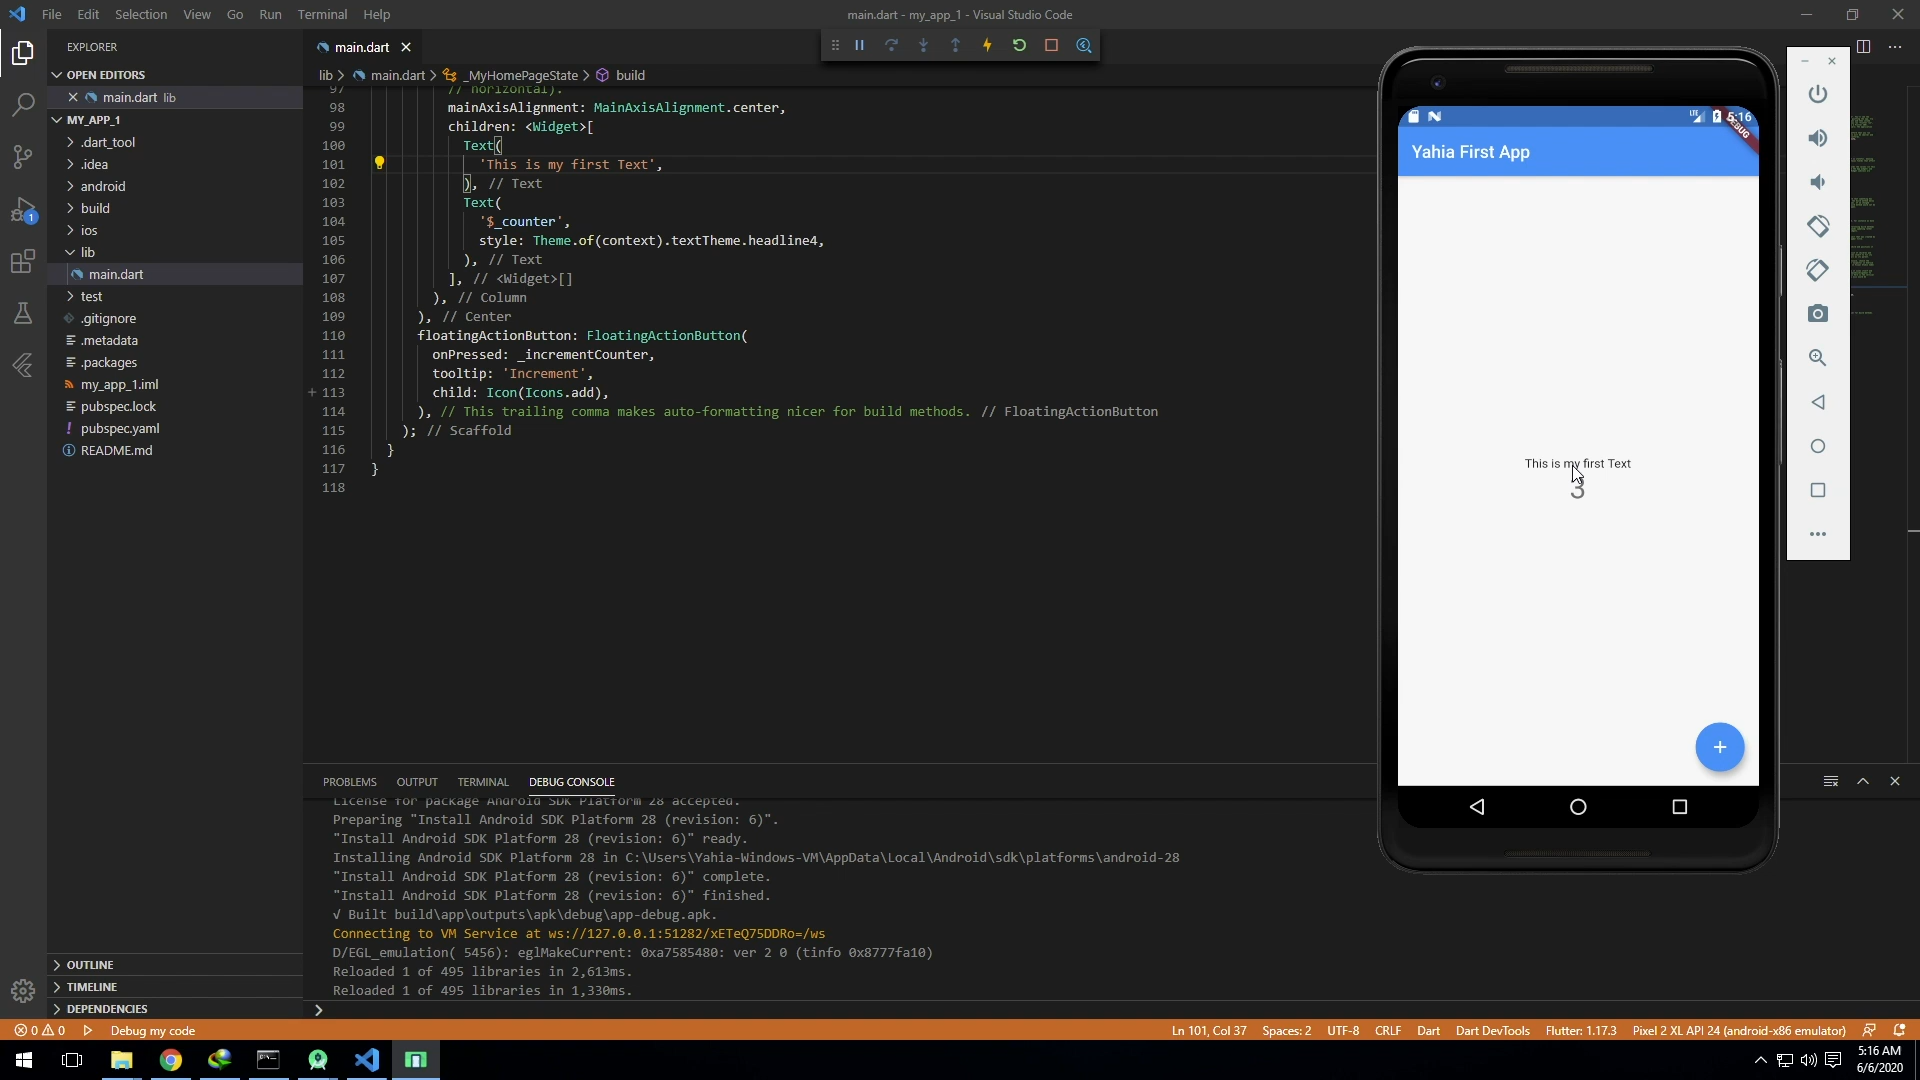 File Edit Selection View Go Run Terminal Help
main.dart - my_app_1 - Visual Studio Code
EXPLORER
OPEN EDITORS
main.dart lib
MY_APP_1
.dart_tool
.idea
android
build
ios
lib
main.dart
test
.gitignore
.metadata
.packages
my_app_1.iml
pubspec.lock
pubspec.yaml
README.md
OUTLINE
TIMELINE
DEPENDENCIES
1
main.dart
lib > main.dart > _MyHomePageState > build
97 // horizontal).
98 mainAxisAlignment: MainAxisAlignment.center,
99 children: <Widget>[
100 Text(
101 'This is my first Text',
102 ), // Text
103 Text(
104 '$_counter',
105 style: Theme.of(context).textTheme.headline4,
106 ), // Text
107 ], // <Widget>[]
108 ), // Column
109 ), // Center
110 floatingActionButton: FloatingActionButton(
111 onPressed: _incrementCounter,
112 tooltip: 'Increment',
113 child: Icon(Icons.add),
114 ), // This trailing comma makes auto-formatting nicer for build methods. // FloatingActionButton
115 ); // Scaffold
116 }
117 }
118
PROBLEMS OUTPUT TERMINAL DEBUG CONSOLE
License for package Android SDK Platform 28 accepted.
Preparing "Install Android SDK Platform 28 (revision: 6)".
"Install Android SDK Platform 28 (revision: 6)" ready.
Installing Android SDK Platform 28 in C:\Users\Yahia-Windows-VM\AppData\Local\Android\sdk\platforms\android-28
"Install Android SDK Platform 28 (revision: 6)" complete.
"Install Android SDK Platform 28 (revision: 6)" finished.
√ Built build\app\outputs\apk\debug\app-debug.apk.
Connecting to VM Service at ws://127.0.0.1:51282/xETeQ75DDRo=/ws
D/EGL_emulation( 5456): eglMakeCurrent: 0xa7585480: ver 2 0 (tinfo 0x8777fa10)
Reloaded 1 of 495 libraries in 2,613ms.
Reloaded 1 of 495 libraries in 1,330ms.
LTE 5:16
DEBUG
Yahia First App
This is my first Text
3
0 0 Debug my code
Ln 101, Col 37 Spaces: 2 UTF-8 CRLF Dart Dart DevTools Flutter: 1.17.3 Pixel 2 XL API 24 (android-x86 emulator)
5:16 AM
6/6/2020